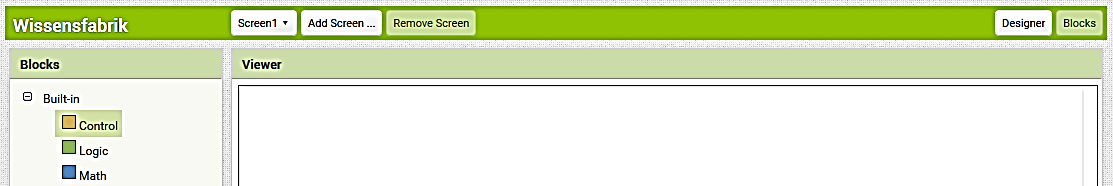 Wissensfabrik
Screen1 Add Screen ... Remove Screen Designer Blocks
Blocks
Viewer
Built-in
Control
Logic
Math